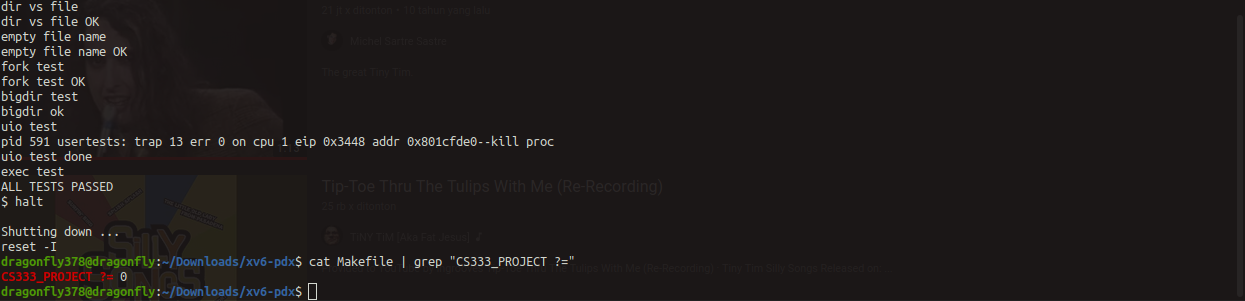 dir vs file
dir vs file OK
empty file name
empty file name OK
fork test
fork test OK
bigdir test
bigdir ok
uio test
pid 591 usertests: trap 13 err 0 on cpu 1 eip 0x3448 addr 0x801cfde0--kill proc
uio test done
exec test
ALL TESTS PASSED
$ halt
Shutting down ...
reset -I
dragonfly378@dragonfly:~/Downloads/xv6-pdx$ cat Makefile | grep "CS333_PROJECT ?="
CS333_PROJECT ?= 0
dragonfly378@dragonfly:~/Downloads/xv6-pdx$
The great Tiny Tim
Tip-Toe Thru The Tulips With Me (Re-Recording)